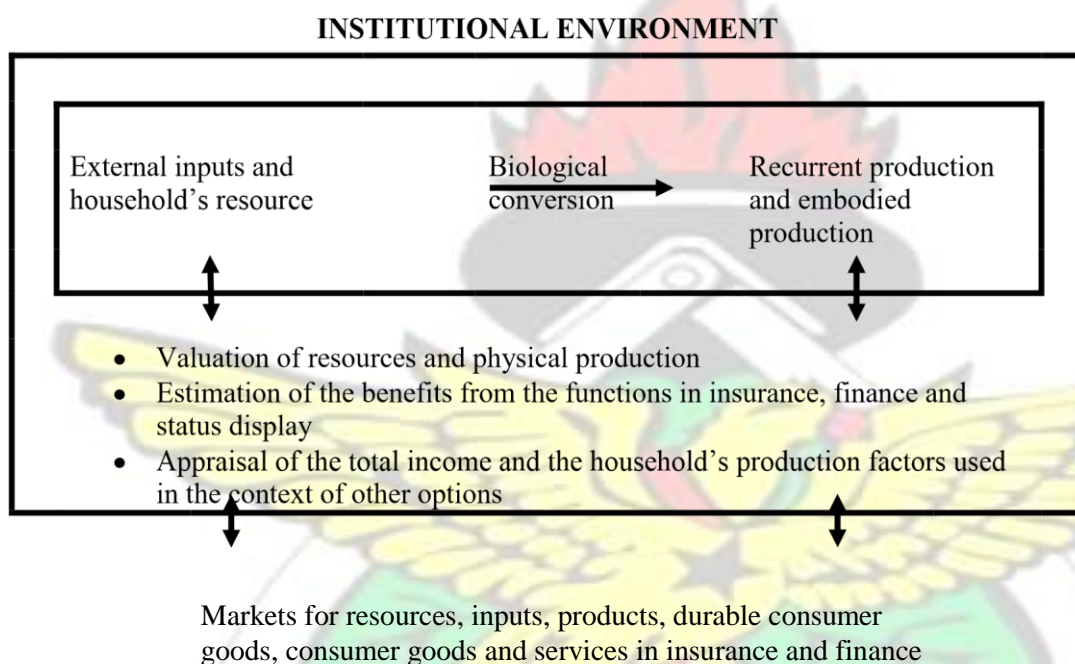 INSTITUTIONAL ENVIRONMENT
External inputs and
household’s resource
Biological
conversion
Recurrent production
and embodied
production
• Valuation of resources and physical production
• Estimation of the benefits from the functions in insurance, finance and
status display
• Appraisal of the total income and the household’s production factors used
in the context of other options
Markets for resources, inputs, products, durable consumer
goods, consumer goods and services in insurance and finance